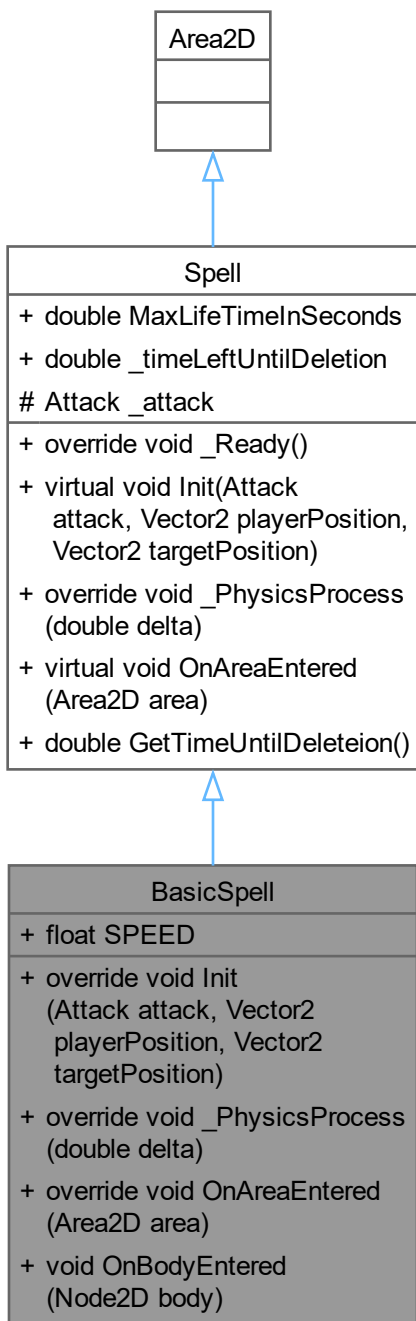 Area2D
Spell
+ double MaxLifeTimeInSeconds
+ double _timeLeftUntilDeletion
# Attack _attack
+ override void _Ready()
+ virtual void Init(Attack
attack, Vector2 playerPosition,
Vector2 targetPosition)
+ override void _PhysicsProcess
(double delta)
+ virtual void OnAreaEntered
(Area2D area)
+ double GetTimeUntilDeleteion()
BasicSpell
+ float SPEED
+ override void Init
(Attack attack, Vector2
playerPosition, Vector2
targetPosition)
+ override void _PhysicsProcess
(double delta)
+ override void OnAreaEntered
(Area2D area)
+ void OnBodyEntered
(Node2D body)